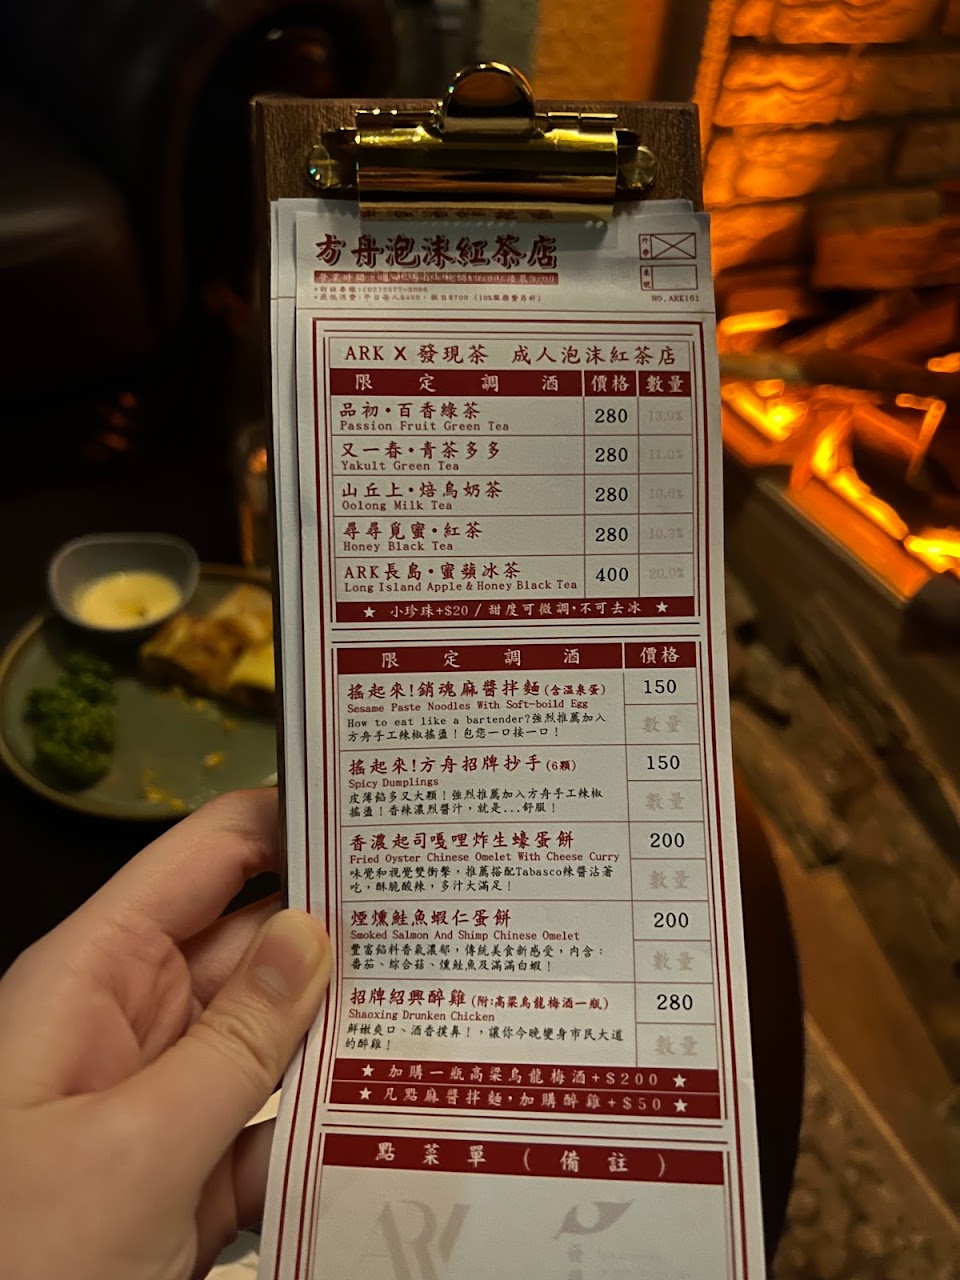 方舟泡沫紅茶店
外帶
桌號
NO.ARK161
ARK X 發現茶 成人泡沫紅茶店
限定調酒 價格 數量
品初•百香綠茶 280 13.9%
Passion Fruit Green Tea
又一春•青茶多多 280 11.0%
Yakult Green Tea
山丘上•焙烏奶茶 280 10.6%
Oolong Milk Tea
尋尋覓蜜•紅茶 280 10.3%
Honey Black Tea
ARK長島•蜜蘋冰茶 400 20.0%
Long Island Apple & Honey Black Tea
★ 小珍珠+$20 / 甜度可微調,不可去冰 ★
限定調酒 價格
搖起來!銷魂麻醬拌麵(含溫泉蛋) 150
Sesame Paste Noodles With Soft-boild Egg
How to eat like a bartender?強烈推薦加入 數量
方舟手工辣椒搖盪！包您一口接一口！
搖起來!方舟招牌抄手(6顆) 150
Spicy Dumplings
皮薄餡多又大顆！強烈推薦加入方舟手工辣椒 數量
搖盪！香辣濃烈醬汁，就是...舒服！
香濃起司嘎哩炸生蠔蛋餅 200
Fried Oyster Chinese Omelet With Cheese Curry
味覺和視覺雙衝擊，推薦搭配Tabasco辣醬沾著 數量
吃，酥脆酸辣，多汁大滿足！
煙燻鮭魚蝦仁蛋餅 200
Smoked Salmon And Shimp Chinese Omelet
豐富餡料香氣濃郁，傳統美食新感受，內含： 數量
番茄、綜合菇、燻鮭魚及滿滿白蝦！
招牌紹興醉雞(附:高粱烏龍梅酒一瓶) 280
Shaoxing Drunken Chicken
鮮嫩爽口、酒香撲鼻！，讓你今晚變身市民大道 數量
的醉雞！
★ 加購一瓶高粱烏龍梅酒+$200 ★
★ 凡點麻醬拌麵,加購醉雞+$50 ★
點菜單(備註)
ARK